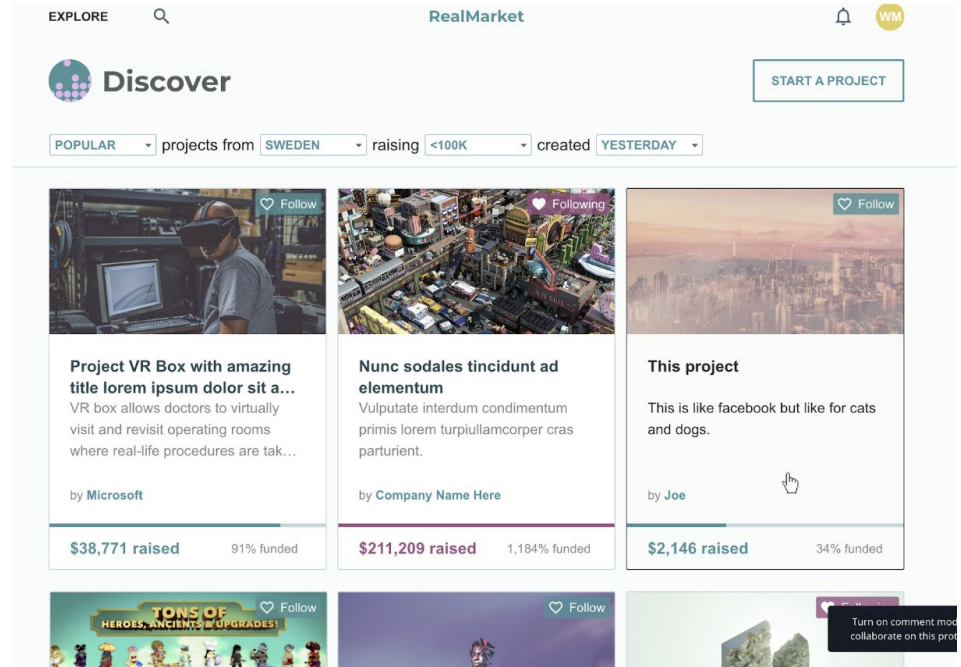 EXPLORE
RealMarket
WM
Discover
START A PROJECT
POPULAR projects from SWEDEN raising <100K created YESTERDAY
Follow
Following
Follow
Project VR Box with amazing
title lorem ipsum dolor sit a...
VR box allows doctors to virtually
visit and revisit operating rooms
where real-life procedures are tak...
by Microsoft
$38,771 raised 91% funded
Nunc sodales tincidunt ad
elementum
Vulputate interdum condimentum
primis lorem turpiullamcorper cras
parturient.
by Company Name Here
$211,209 raised 1,184% funded
This project
This is like facebook but like for cats
and dogs.
by Joe
$2,146 raised 34% funded
TONS OF
HEROES, ANCIENTS & UPGRADES!
Follow
Follow
Following
Turn on comment mod
collaborate on this prot